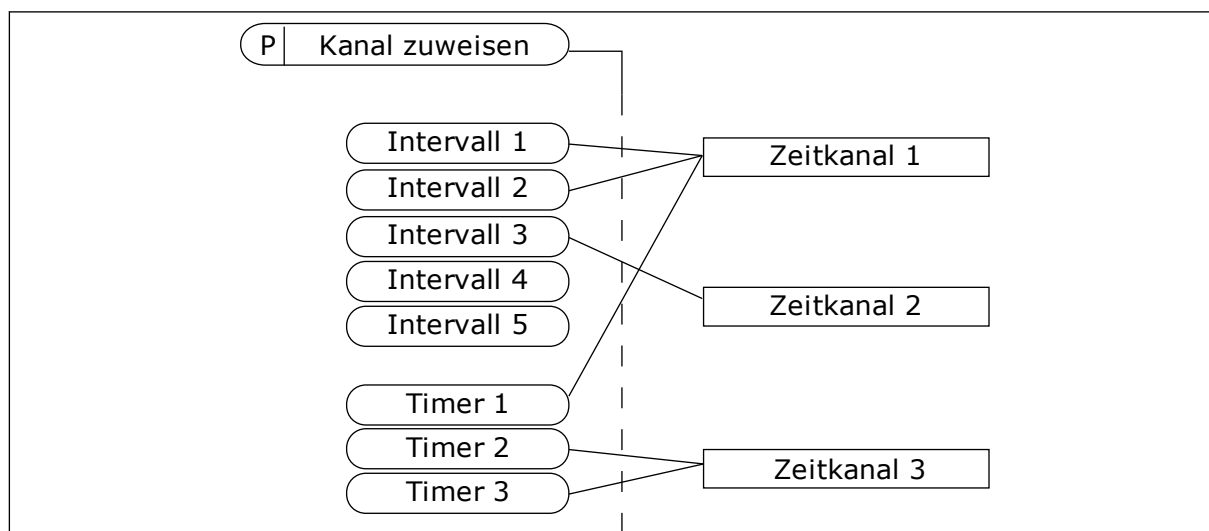 P Kanal zuweisen
Intervall 1
Zeitkanal 1
Intervall 2
Intervall 3
Intervall 4
Zeitkanal 2
Intervall 5
Timer 1
Timer 2
Zeitkanal 3
Timer 3